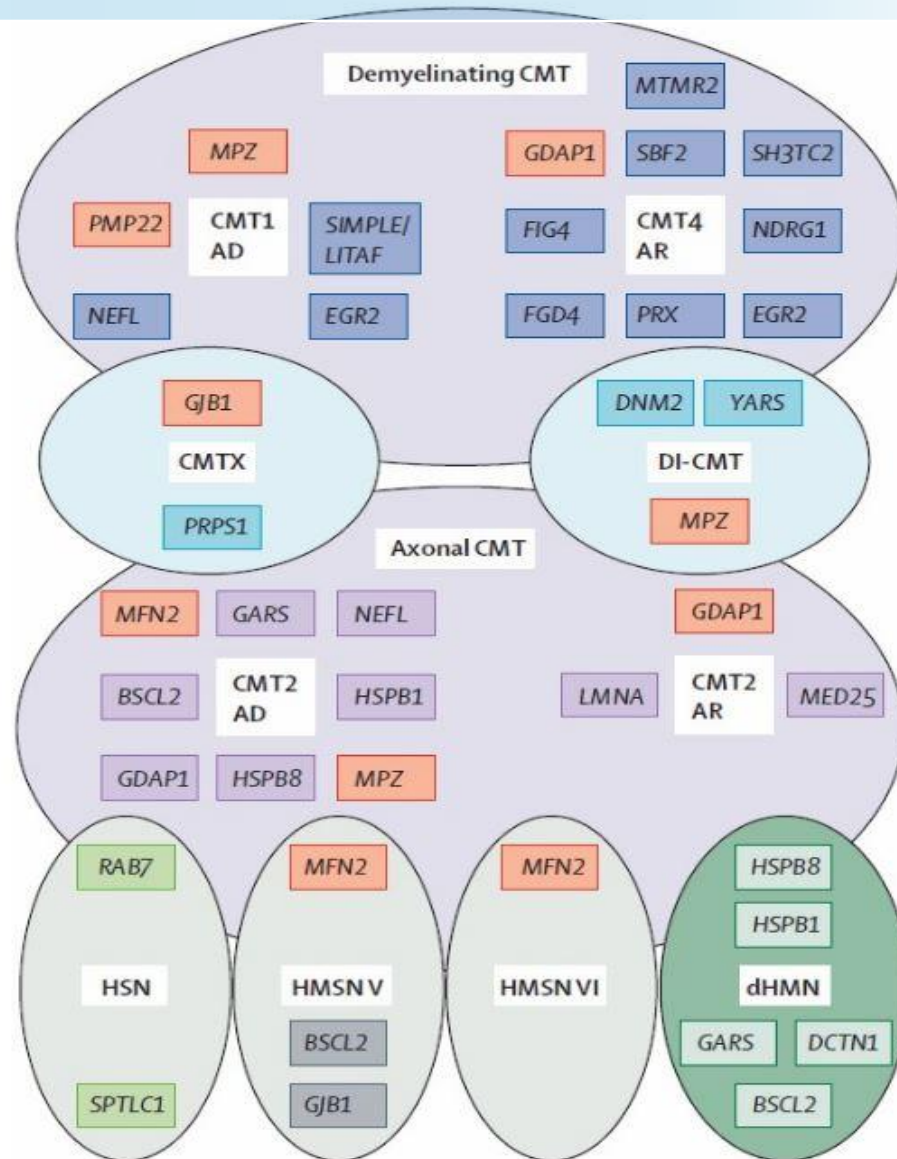 Demyelinating CMT
MTMR2
MPZ
GDAP1
SBF2
SH3TC2
PMP22
CMT1
AD
SIMPLE/
LITAF
FIG4
CMT4
AR
NDRG1
NEFL
EGR2
FGD4
PRX
EGR2
GJB1
CMTX
PRPS1
DNM2
YARS
DI-CMT
MPZ
Axonal CMT
MFN2
GARS
NEFL
BSCL2
CMT2
AD
HSPB1
GDAP1
HSPB8
MPZ
GDAP1
LMNA
CMT2
AR
MED25
RAB7
HSN
SPTLC1
MFN2
HMSN V
BSCL2
GJB1
MFN2
HMSN VI
HSPB8
HSPB1
dHMN
GARS
DCTN1
BSCL2